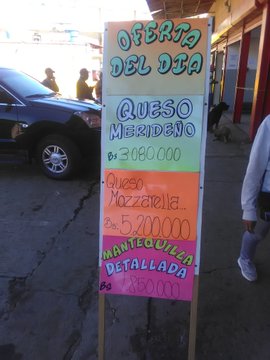 OFERTA
DEL DIA
QUESO
MERIDEÑO
Bs 3.080.000
Queso
Mozzarella...
Bs. 5.200.000
MANTEQUILLA
DETALLADA
Bs 850.000